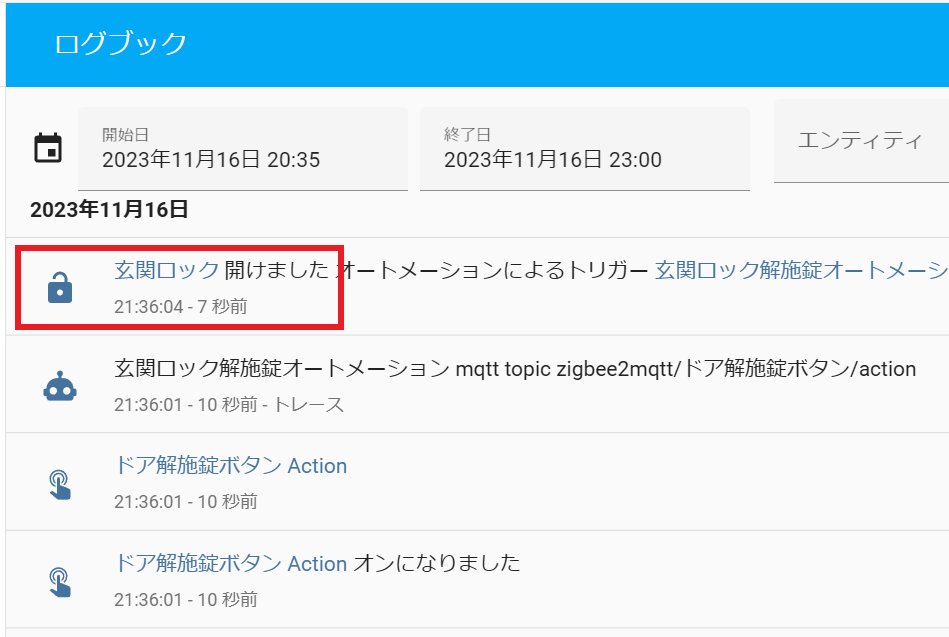 ログブック
開始日
2023年11月16日 20:35
終了日
2023年11月16日 23:00
エンティティ
2023年11月16日
玄関ロック 開けました オートメーションによるトリガー 玄関ロック解施錠オートメーシ
21:36:04 - 7 秒前
玄関ロック解施錠オートメーション mqtt topic zigbee2mqtt/ドア解施錠ボタン/action
21:36:01 - 10 秒前 - トレース
ドア解施錠ボタン Action
21:36:01 - 10 秒前
ドア解施錠ボタン Action オンになりました
21:36:01 - 10 秒前